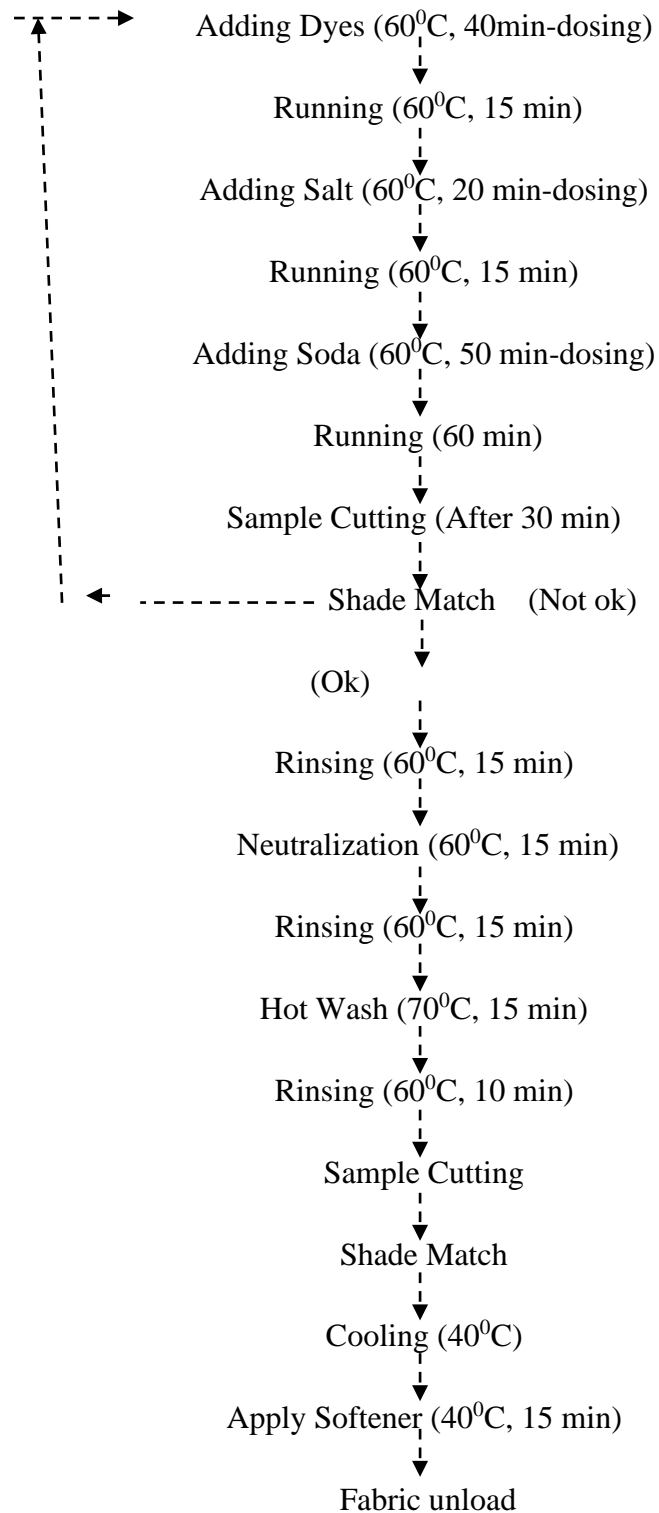 Adding Dyes (60⁰C, 40min-dosing)
Running (60⁰C, 15 min)
Adding Salt (60⁰C, 20 min-dosing)
Running (60⁰C, 15 min)
Adding Soda (60⁰C, 50 min-dosing)
Running (60 min)
Sample Cutting (After 30 min)
Shade Match (Not ok)
(Ok)
Rinsing (60⁰C, 15 min)
Neutralization (60⁰C, 15 min)
Rinsing (60⁰C, 15 min)
Hot Wash (70⁰C, 15 min)
Rinsing (60⁰C, 10 min)
Sample Cutting
Shade Match
Cooling (40⁰C)
Apply Softener (40⁰C, 15 min)
Fabric unload